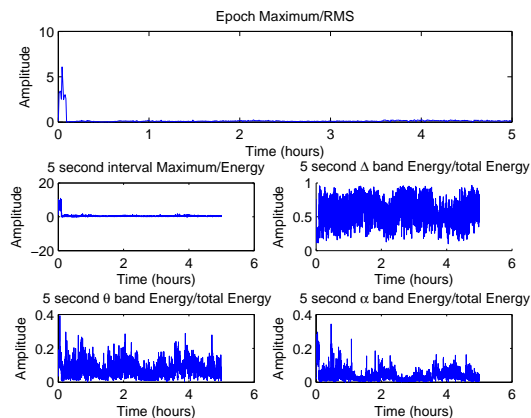 Epoch Maximum/RMS
10
5
0
Amplitude
0 1 2 3 4 5
Time (hours)
5 second interval Maximum/Energy
20
0
−20
Amplitude
0 2 4 6
Time (hours)
5 second Δ band Energy/total Energy
1
0.5
0
Amplitude
0 2 4 6
Time (hours)
5 second θ band Energy/total Energy
0.4
0.2
0
Amplitude
0 2 4 6
Time (hours)
5 second α band Energy/total Energy
0.4
0.2
0
Amplitude
0 2 4 6
Time (hours)